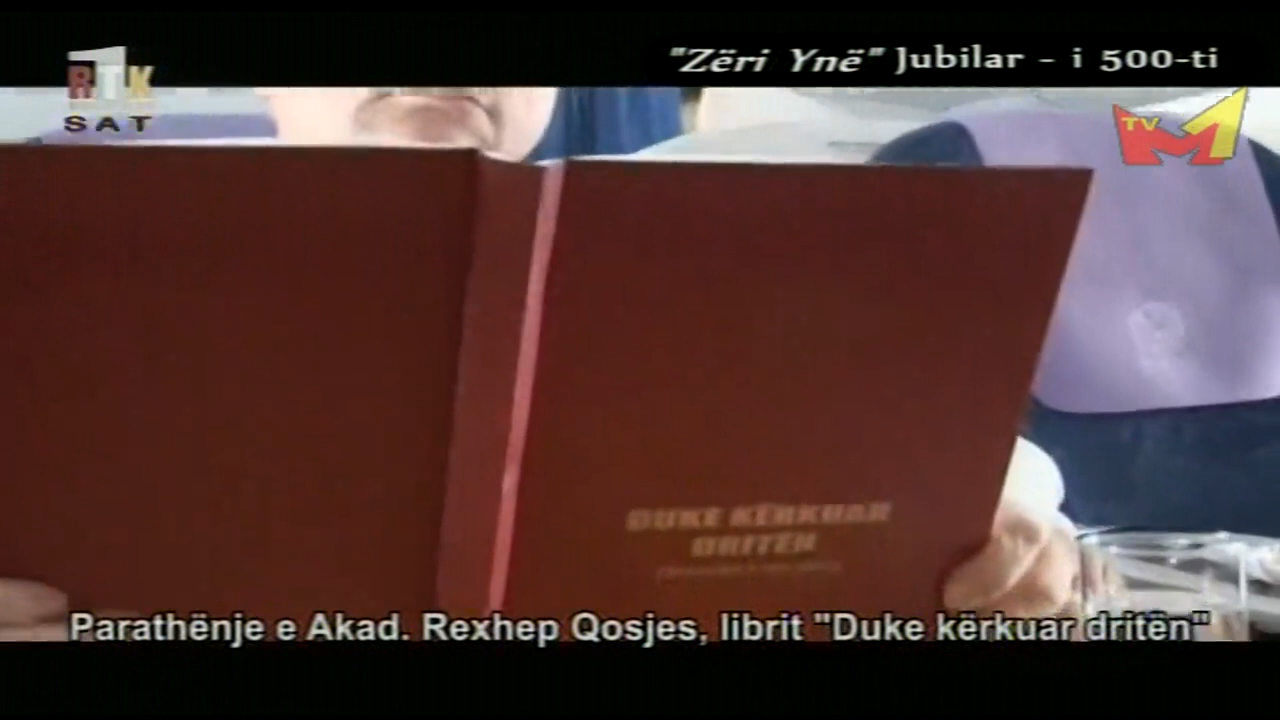 "Zëri Ynë" Jubilar - i 500-ti
RTK 1
SAT
TV M1
DUKE KËRKUAR
DRITËN
Parathënje e Akad. Rexhep Qosjes, librit "Duke kërkuar dritën"